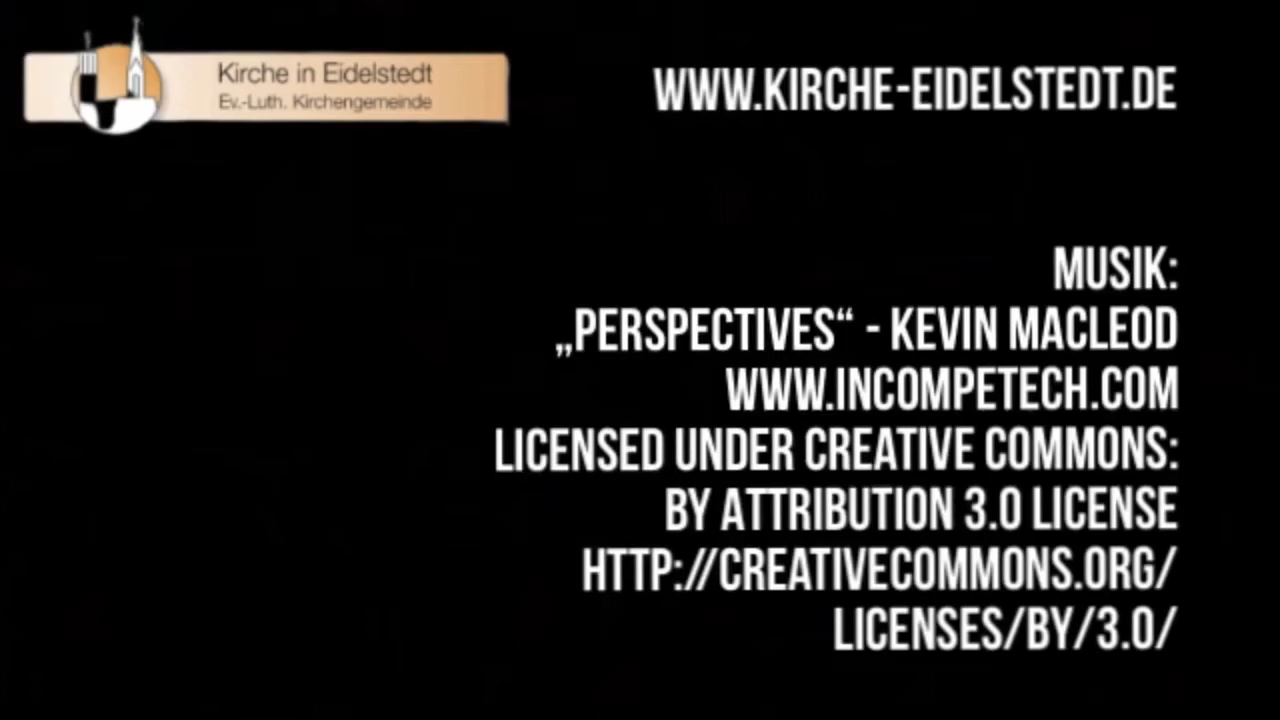 Kirche in Eidelstedt
Ev.-Luth. Kirchengemeinde
WWW.KIRCHE-EIDELSTEDT.DE
MUSIK:
„PERSPECTIVES“ - KEVIN MACLEOD
WWW.INCOMPETECH.COM
LICENSED UNDER CREATIVE COMMONS:
BY ATTRIBUTION 3.0 LICENSE
HTTP://CREATIVECOMMONS.ORG/
LICENSES/BY/3.0/